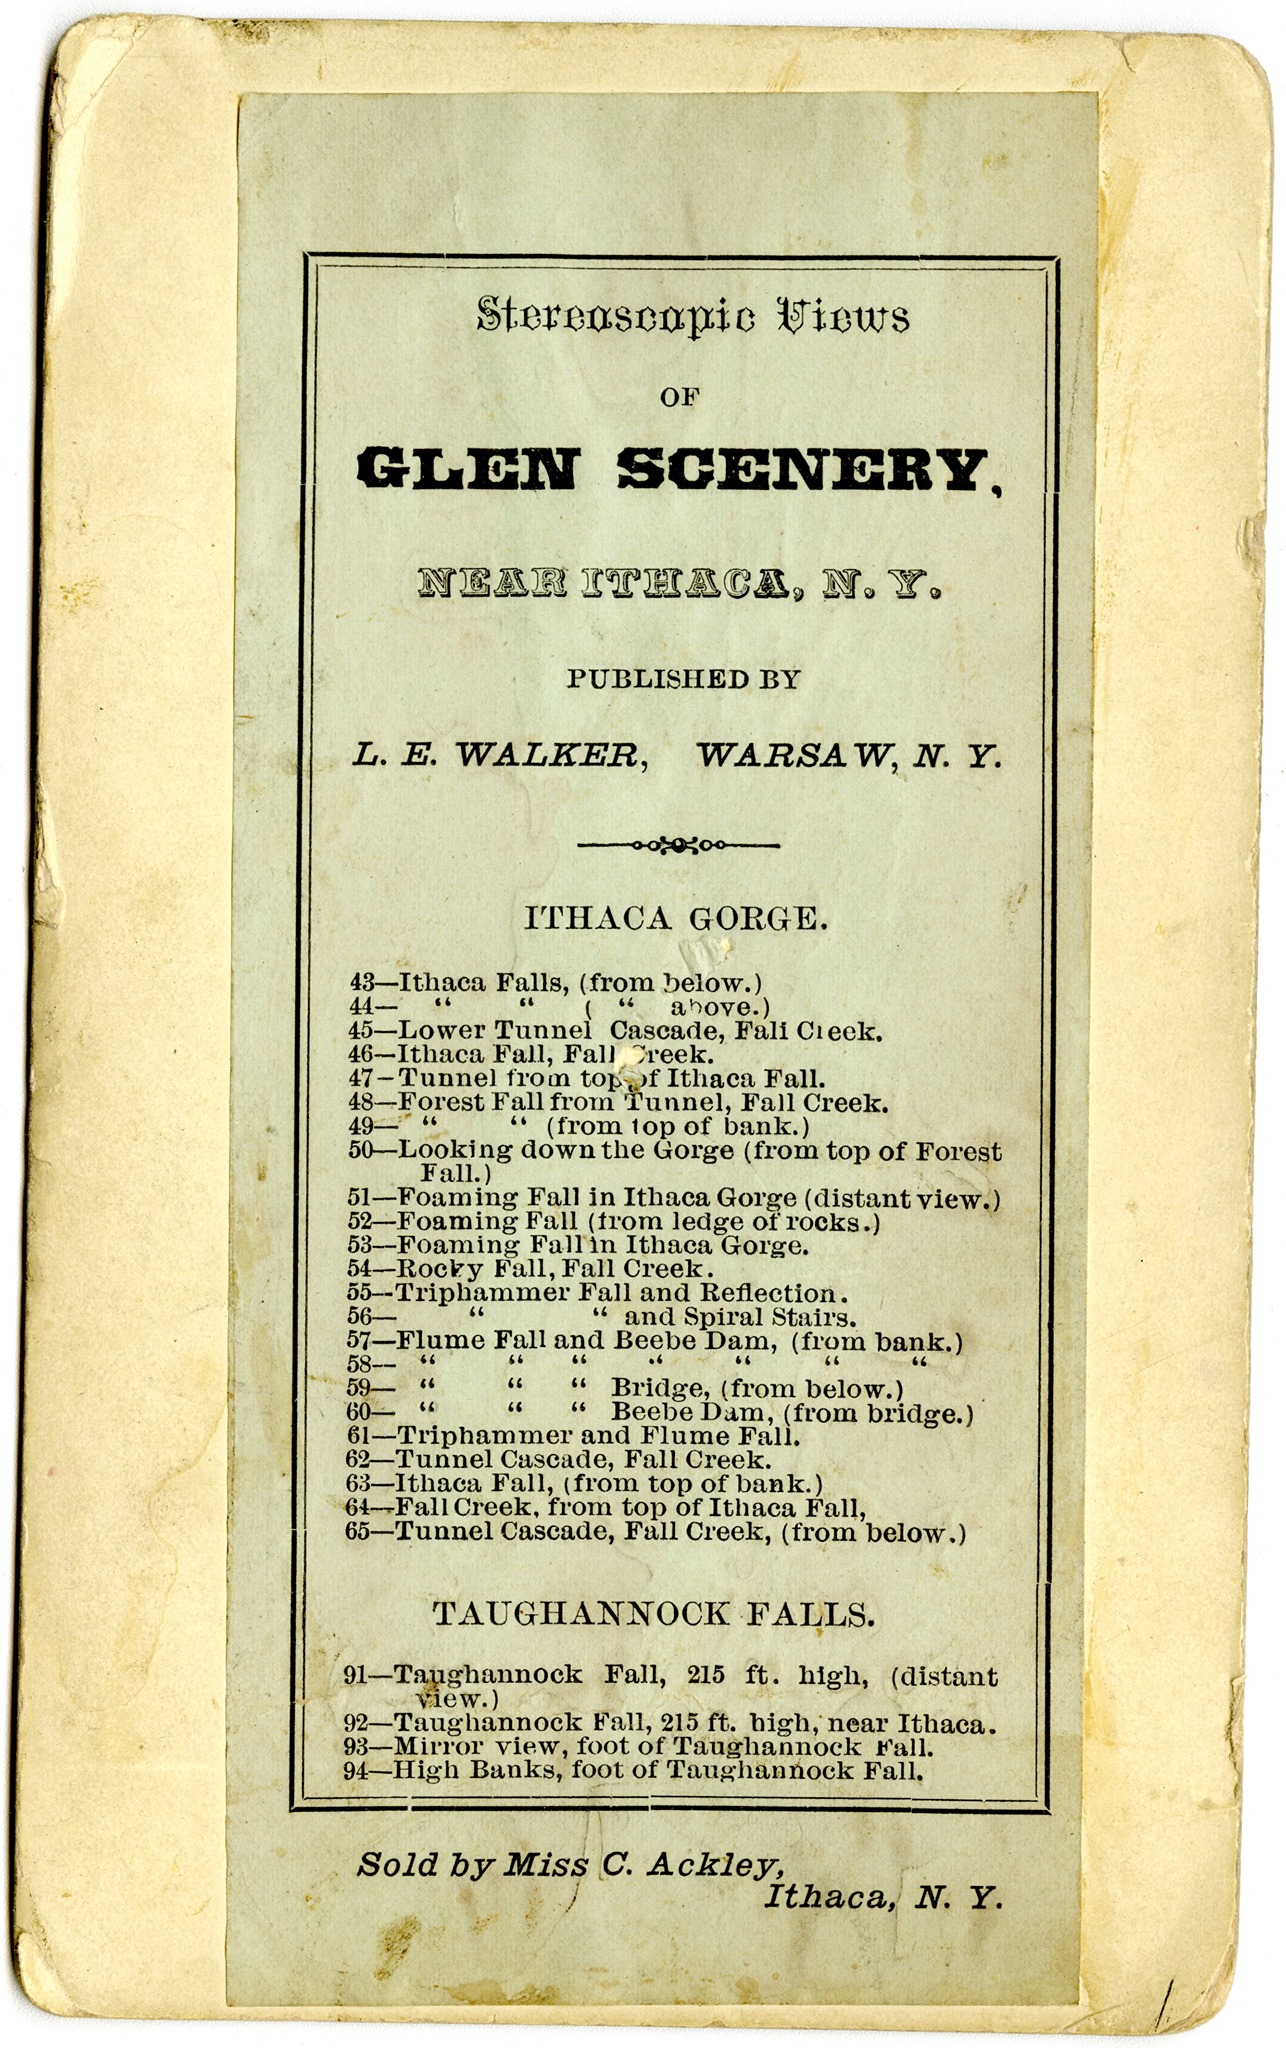 Stereoscopic Views
OF
GLEN SCENERY,
NEAR ITHACA, N. Y.
PUBLISHED BY
L. E. WALKER, WARSAW, N. Y.
ITHACA GORGE.
43—Ithaca Falls, (from below.)
44— “ “ ( “ above.)
45—Lower Tunnel Cascade, Fall Creek.
46—Ithaca Fall, Fall Creek.
47—Tunnel from top of Ithaca Fall.
48—Forest Fall from Tunnel, Fall Creek.
49— “ “ (from top of bank.)
50—Looking down the Gorge (from top of Forest
Fall.)
51—Foaming Fall in Ithaca Gorge (distant view.)
52—Foaming Fall (from ledge of rocks.)
53—Foaming Fall in Ithaca Gorge.
54—Rocky Fall, Fall Creek.
55—Triphammer Fall and Reflection.
56— “ “ and Spiral Stairs.
57—Flume Fall and Beebe Dam, (from bank.)
58— “ “ “ “ “ “ “
59— “ “ “ Bridge, (from below.)
60— “ “ “ Beebe Dam, (from bridge.)
61—Triphammer and Flume Fall.
62—Tunnel Cascade, Fall Creek.
63—Ithaca Fall, (from top of bank.)
64—Fall Creek, from top of Ithaca Fall,
65—Tunnel Cascade, Fall Creek, (from below.)
TAUGHANNOCK FALLS.
91—Taughannock Fall, 215 ft. high, (distant
view.)
92—Taughannock Fall, 215 ft. high, near Ithaca.
93—Mirror view, foot of Taughannock Fall.
94—High Banks, foot of Taughannock Fall.
Sold by Miss C. Ackley,
Ithaca, N. Y.